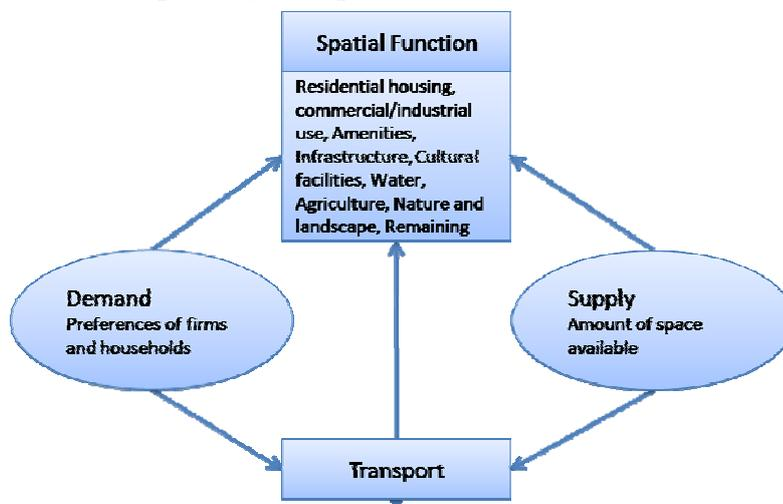 Spatial Function
Residential housing,
commercial/industrial
use, Amenities,
Infrastructure, Cultural
facilities, Water,
Agriculture, Nature and
landscape, Remaining
Demand
Preferences of firms
and households
Supply
Amount of space
available
Transport